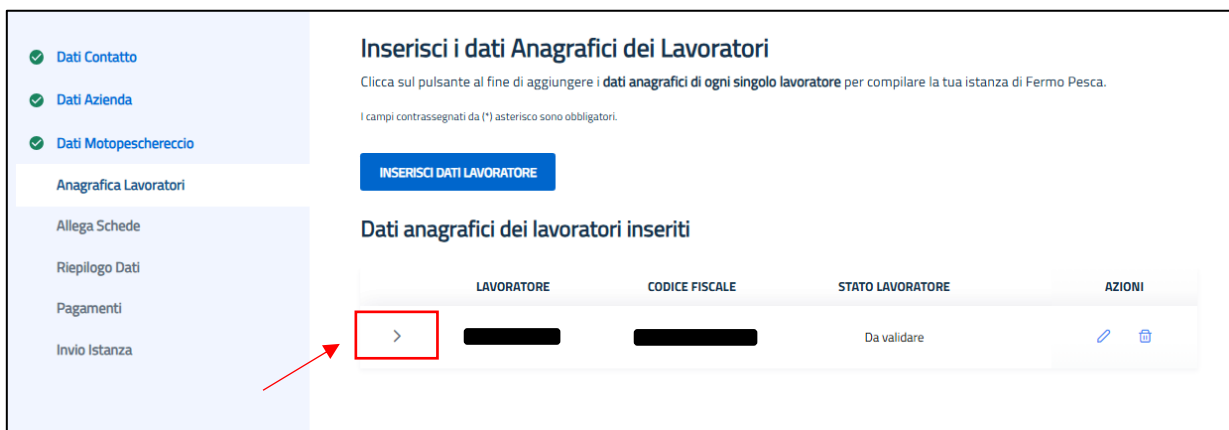 Dati Contatto
Dati Azienda
Dati Motopeschereccio
Anagrafica Lavoratori
Allega Schede
Riepilogo Dati
Pagamenti
Invio Istanza
Inserisci i dati Anagrafici dei Lavoratori
Clicca sul pulsante al fine di aggiungere i dati anagrafici di ogni singolo lavoratore per compilare la tua istanza di Fermo Pesca.
I campi contrassegnati da (*) asterisco sono obbligatori.
INSERISCI DATI LAVORATORE
Dati anagrafici dei lavoratori inseriti
LAVORATORE CODICE FISCALE STATO LAVORATORE AZIONI
Da validare